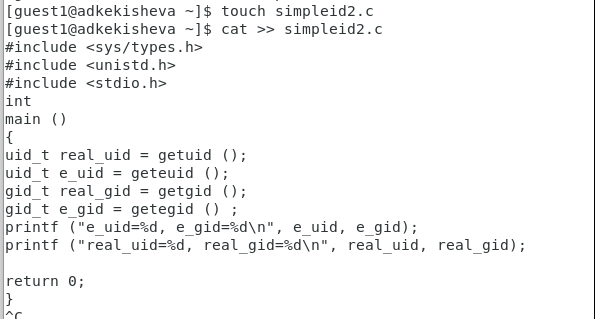 [guest1@adkekisheva ~]$ touch simpleid2.c
[guest1@adkekisheva ~]$ cat >> simpleid2.c
#include <sys/types.h>
#include <unistd.h>
#include <stdio.h>
int
main ()
{
uid_t real_uid = getuid ();
uid_t e_uid = geteuid ();
gid_t real_gid = getgid ();
gid_t e_gid = getegid () ;
printf ("e_uid=%d, e_gid=%d\n", e_uid, e_gid);
printf ("real_uid=%d, real_gid=%d\n", real_uid, real_gid);

return 0;
}
^C